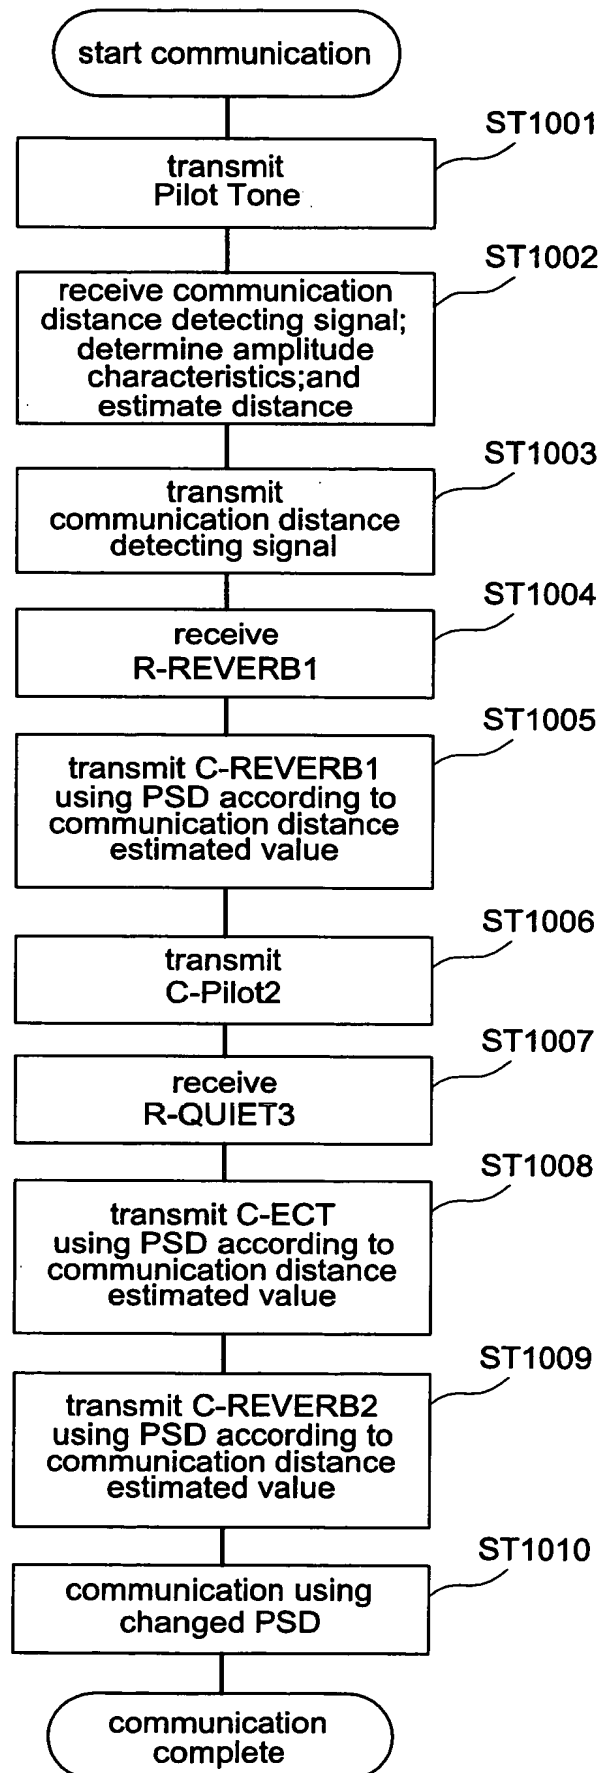 start communication
ST1001
transmit
Pilot Tone
ST1002
receive communication
distance detecting signal;
determine amplitude
characteristics;and
estimate distance
ST1003
transmit
communication distance
detecting signal
ST1004
receive
R-REVERB1
ST1005
transmit C-REVERB1
using PSD according to
communication distance
estimated value
ST1006
transmit
C-Pilot2
ST1007
receive
R-QUIET3
ST1008
transmit C-ECT
using PSD according to
communication distance
estimated value
ST1009
transmit C-REVERB2
using PSD according to
communication distance
estimated value
ST1010
communication using
changed PSD
communication
complete